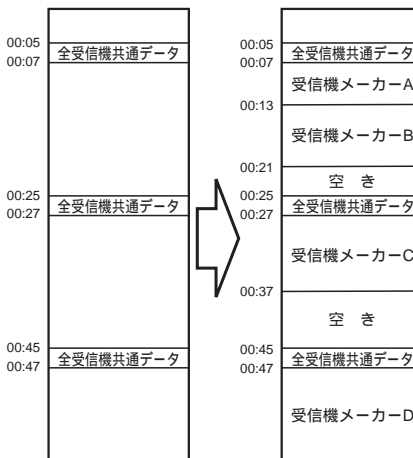 00:05
全受信機共通データ
00:07
00:25
全受信機共通データ
00:27
00:45
全受信機共通データ
00:47
00:05
全受信機共通データ
00:07
受信機メーカーA
00:13
受信機メーカーB
00:21
空 き
00:25
全受信機共通データ
00:27
受信機メーカーC
00:37
空 き
00:45
全受信機共通データ
00:47
受信機メーカーD